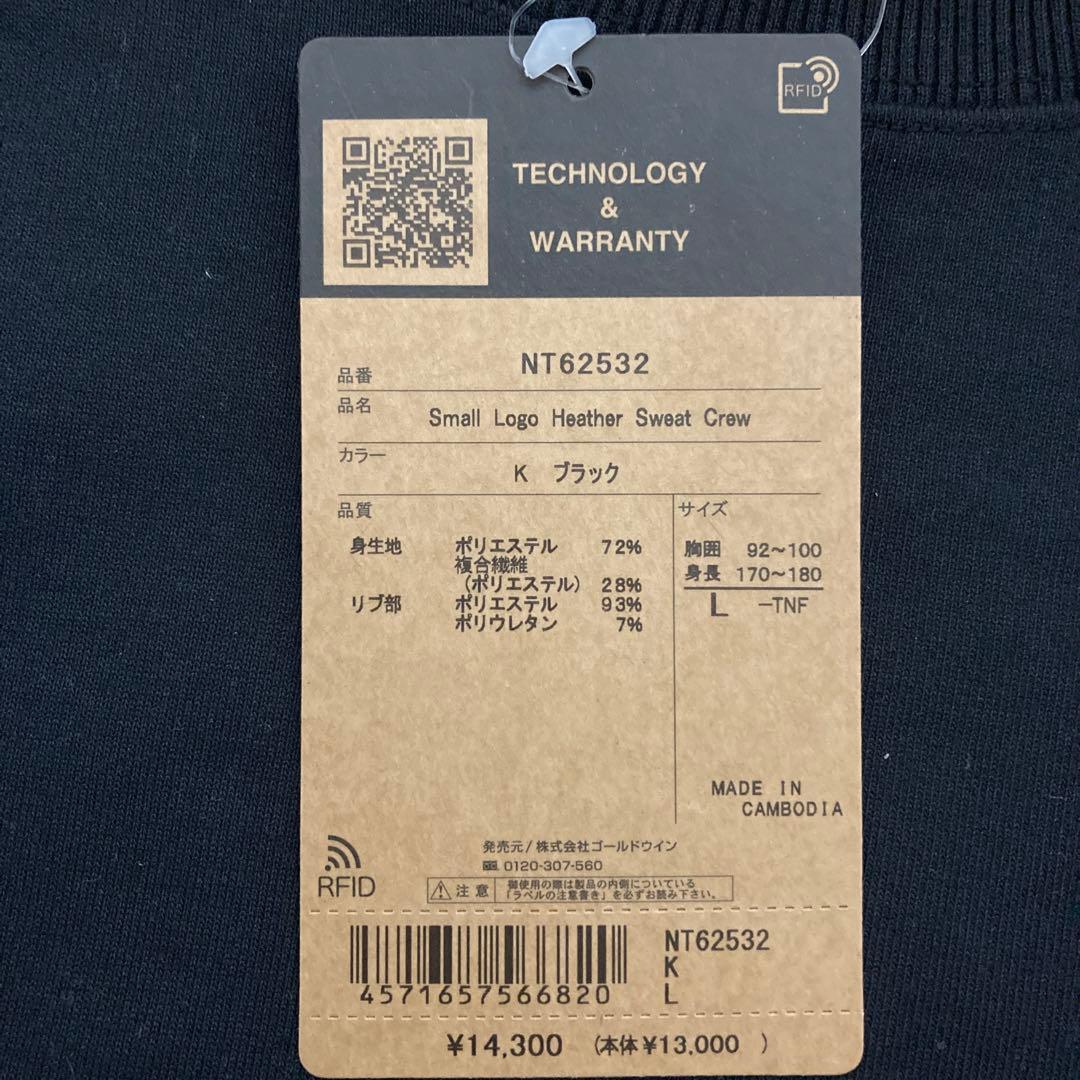 RFID
TECHNOLOGY
&
WARRANTY
品番 NT62532
品名 Small Logo Heather Sweat Crew
カラー K ブラック
品質
身生地 ポリエステル 72%
複合繊維
(ポリエステル) 28%
リブ部 ポリエステル 93%
ポリウレタン 7%
サイズ
胸囲 92~100
身長 170~180
L -TNF
MADE IN
CAMBODIA
発売元/株式会社ゴールドウイン
0120-307-560
RFID
注意 御使用の際は製品の内側についている
「ラベルの注意書き」を必ずお読み下さい。
4571657566820
NT62532
K
L
¥14,300 (本体¥13,000 )